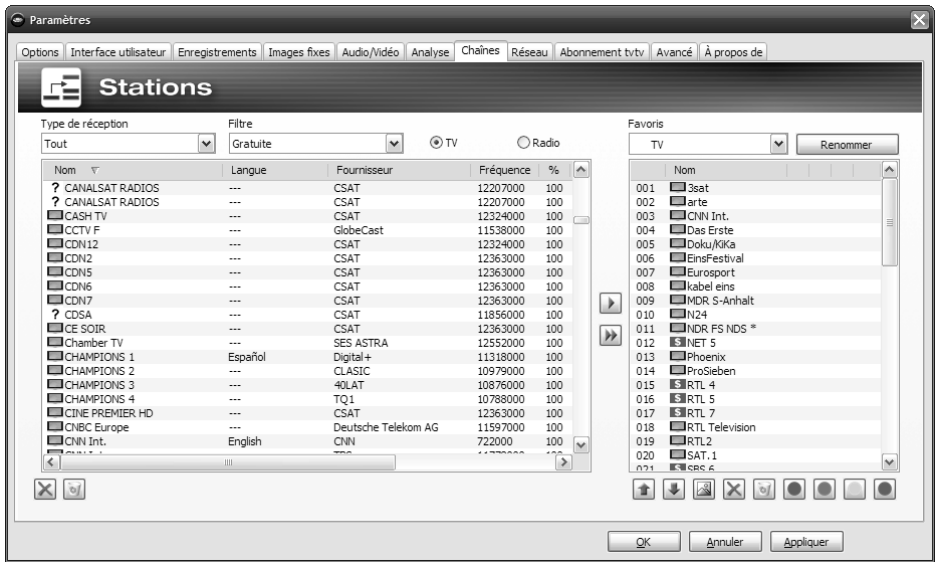 Paramètres
Options Interface utilisateur Enregistrements Images fixes Audio/Vidéo Analyse Chaînes Réseau Abonnement tvtv Avancé À propos de
Stations
Type de réception Filtre Favoris
Tout Gratuite TV Radio TV Renommer
Nom Langue Fournisseur Fréquence %
? CANALSAT RADIOS --- CSAT 12207000 100
? CANALSAT RADIOS --- CSAT 12207000 100
CASH TV --- CSAT 12324000 100
CCTV F --- GlobeCast 11538000 100
CDN12 --- CSAT 12324000 100
CDN2 --- CSAT 12363000 100
CDN5 --- CSAT 12363000 100
CDN6 --- CSAT 12363000 100
CDN7 --- CSAT 12363000 100
? CDSA --- CSAT 11856000 100
CE SOIR --- CSAT 12363000 100
Chamber TV --- SES ASTRA 12552000 100
CHAMPIONS 1 Español Digital+ 11318000 100
CHAMPIONS 2 --- CLASIC 10979000 100
CHAMPIONS 3 --- 40LAT 10876000 100
CHAMPIONS 4 --- TQ1 10788000 100
CINE PREMIER HD --- CSAT 12363000 100
CNBC Europe --- Deutsche Telekom AG 11597000 100
CNN Int. English CNN 722000 100
Nom
001 3sat
002 arte
003 CNN Int.
004 Das Erste
005 Doku/KiKa
006 EinsFestival
007 Eurosport
008 kabel eins
009 MDR S-Anhalt
010 N24
011 NDR FS NDS *
012 S NET 5
013 Phoenix
014 ProSieben
015 S RTL 4
016 S RTL 5
017 S RTL 7
018 RTL Television
019 RTL2
020 SAT.1
021 S SBS 6
OK Annuler Appliquer